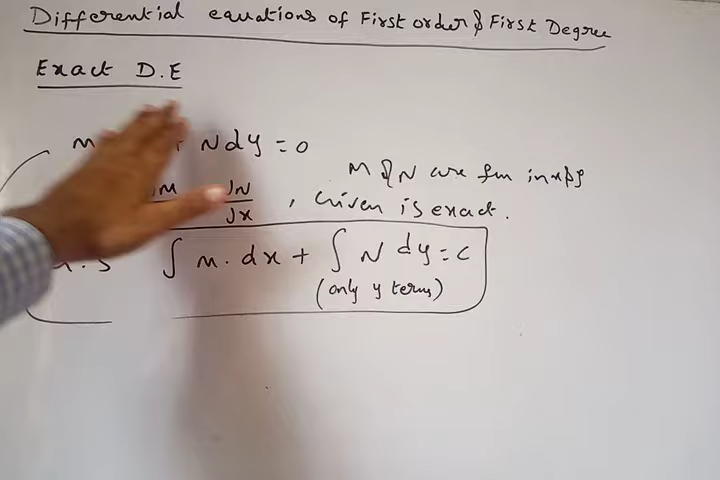 Differential equations of First order & First Degree
Exact D.E
N dy = 0
M & N are fun in x & y
∂N/∂x , Given is exact.
∫ M. dx + ∫ N dy = c
(only y terms)